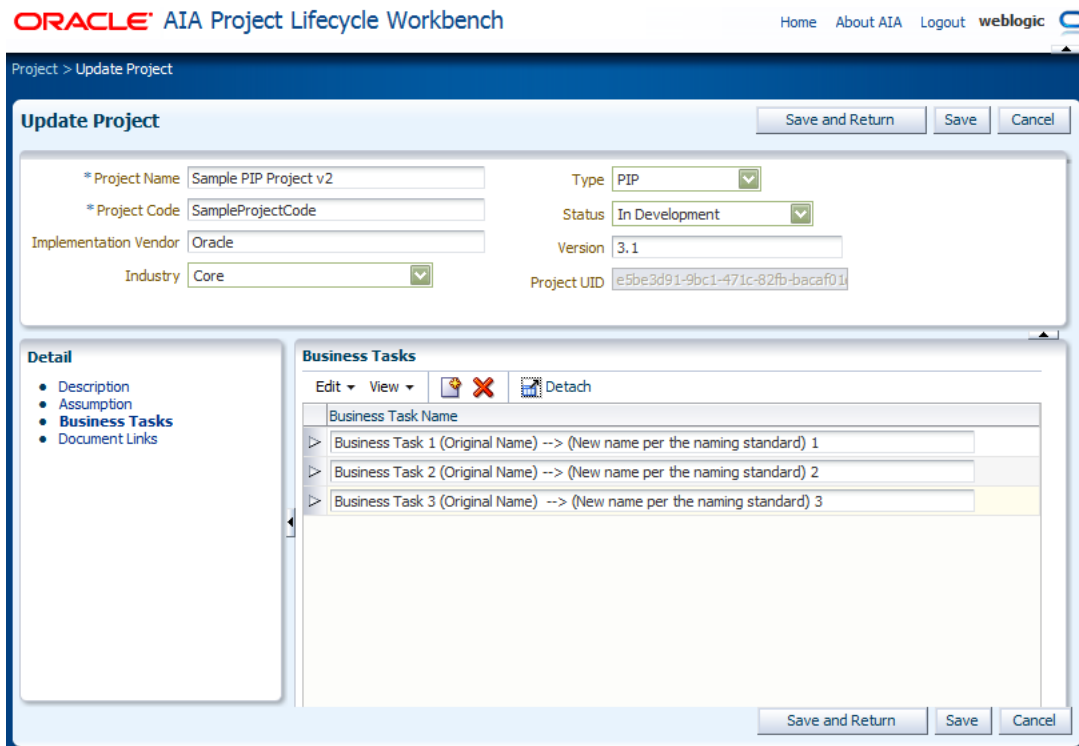 ORACLE AIA Project Lifecycle Workbench
Home About AIA Logout weblogic
Project > Update Project
Update Project
Save and Return Save Cancel
* Project Name Sample PIP Project v2
Type PIP
* Project Code SampleProjectCode
Status In Development
Implementation Vendor Oracle
Version 3.1
Industry Core
Project UID e5be3d91-9bc1-471c-82fb-bacaf01
Detail
Description
Assumption
Business Tasks
Document Links
Business Tasks
Edit View Detach
Business Task Name
Business Task 1 (Original Name) --> (New name per the naming standard) 1
Business Task 2 (Original Name) --> (New name per the naming standard) 2
Business Task 3 (Original Name) --> (New name per the naming standard) 3
Save and Return Save Cancel